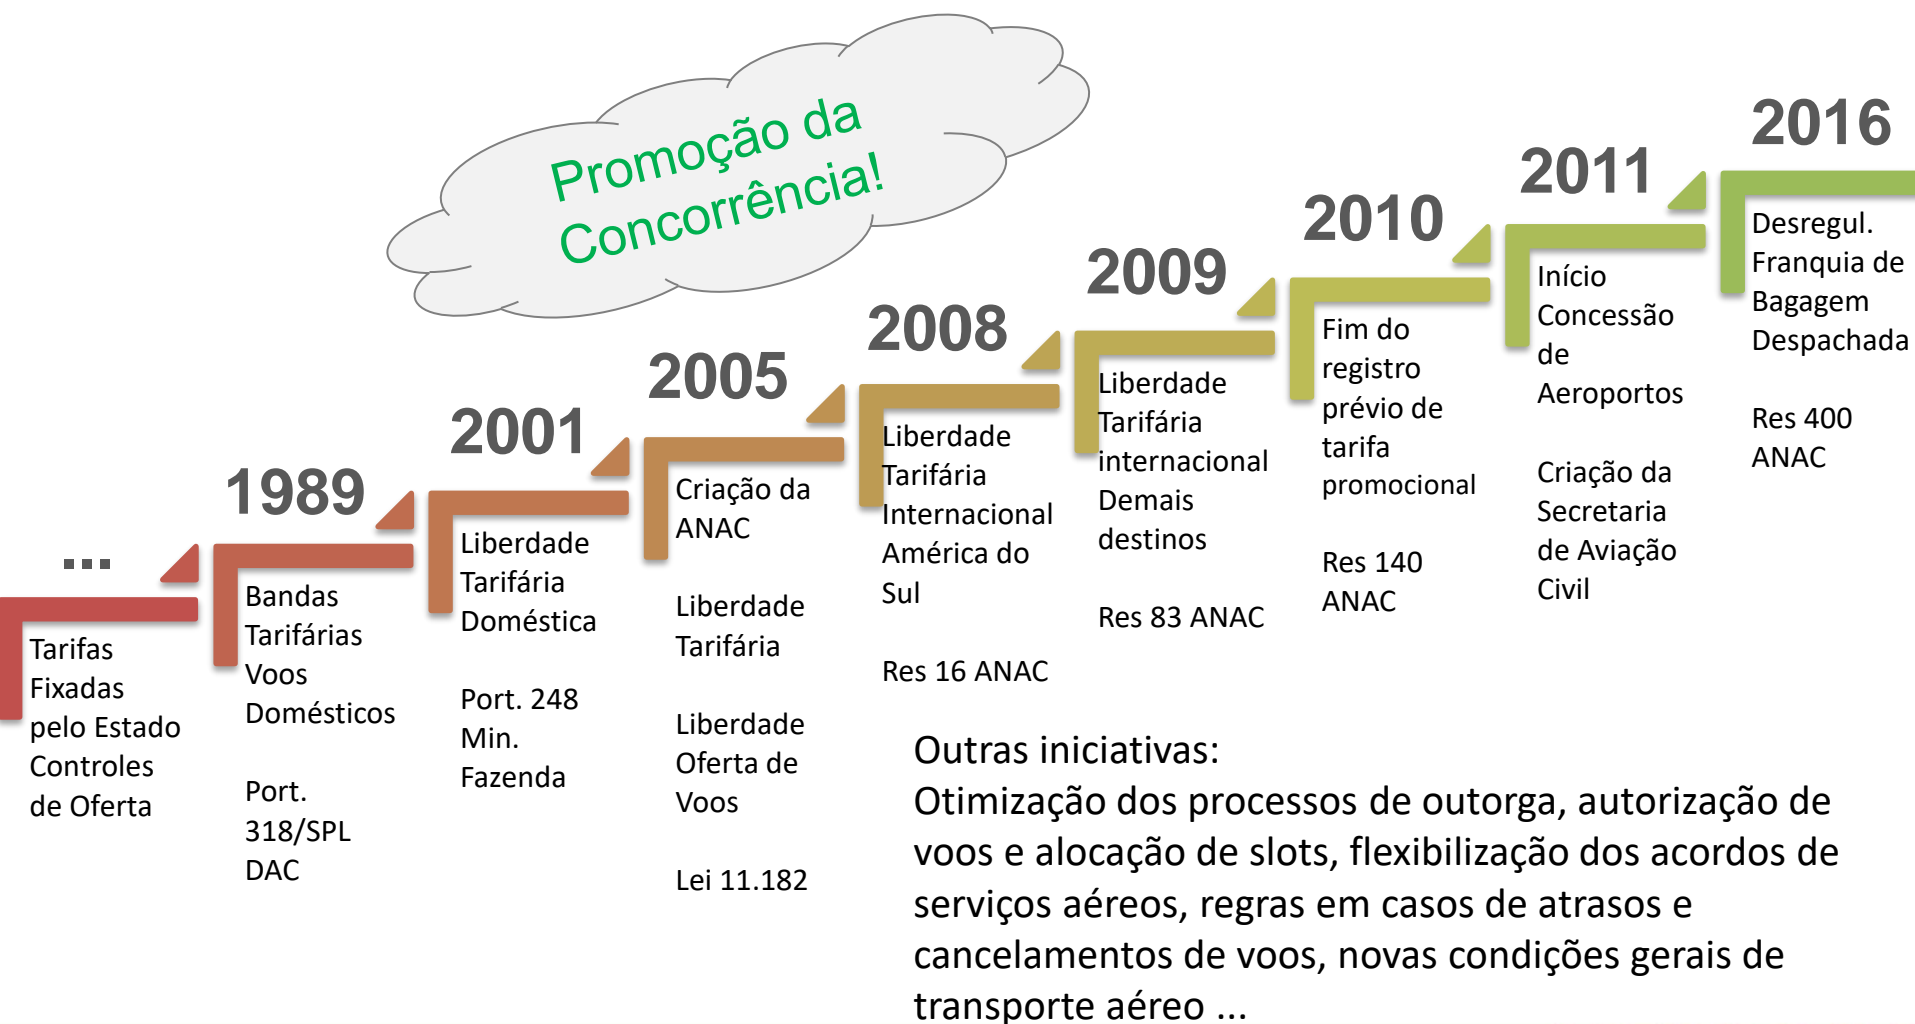 Promoção da
Concorrência!
...
Tarifas
Fixadas
pelo Estado
Controles
de Oferta
1989
Bandas
Tarifárias
Voos
Domésticos
Port.
318/SPL
DAC
2001
Liberdade
Tarifária
Doméstica
Port. 248
Min.
Fazenda
2005
Criação da
ANAC
Liberdade
Tarifária
Liberdade
Oferta de
Voos
Lei 11.182
2008
Liberdade
Tarifária
Internacional
América do
Sul
Res 16 ANAC
2009
Liberdade
Tarifária
internacional
Demais
destinos
Res 83 ANAC
2010
Fim do
registro
prévio de
tarifa
promocional
Res 140
ANAC
2011
Início
Concessão
de
Aeroportos
Criação da
Secretaria
de Aviação
Civil
2016
Desregul.
Franquia de
Bagagem
Despachada
Res 400
ANAC
Outras iniciativas:
Otimização dos processos de outorga, autorização de
voos e alocação de slots, flexibilização dos acordos de
serviços aéreos, regras em casos de atrasos e
cancelamentos de voos, novas condições gerais de
transporte aéreo ...